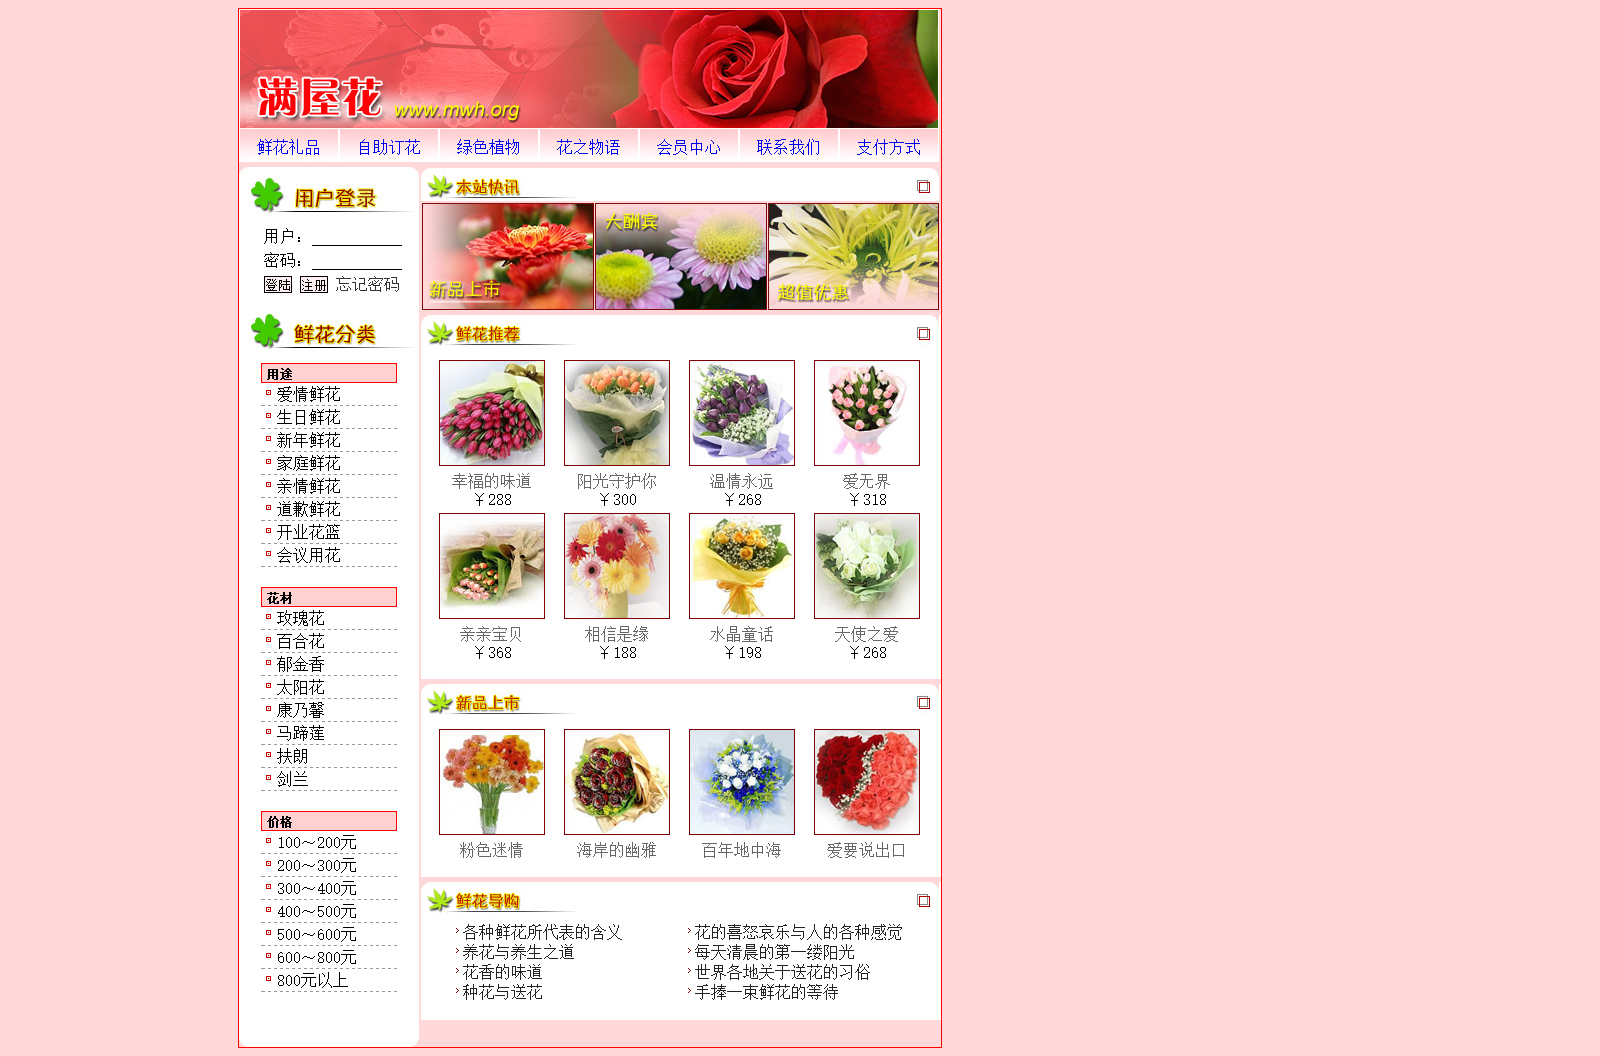 满屋花 www.mwh.org
鲜花礼品 自助订花 绿色植物 花之物语 会员中心 联系我们 支付方式
用户登录
用户：
密码：
登陆 注册 忘记密码
鲜花分类
用途
爱情鲜花
生日鲜花
新年鲜花
家庭鲜花
亲情鲜花
道歉鲜花
开业花篮
会议用花
花材
玫瑰花
百合花
郁金香
太阳花
康乃馨
马蹄莲
扶朗
剑兰
价格
100～200元
200～300元
300～400元
400～500元
500～600元
600～800元
800元以上
本站快讯
新品上市
大酬宾
超值优惠
鲜花推荐
幸福的味道 阳光守护你 温情永远 爱无界
￥288 ￥300 ￥268 ￥318
亲亲宝贝 相信是缘 水晶童话 天使之爱
￥368 ￥188 ￥198 ￥268
新品上市
粉色迷情 海岸的幽雅 百年地中海 爱要说出口
鲜花导购
各种鲜花所代表的含义 花的喜怒哀乐与人的各种感觉
养花与养生之道 每天清晨的第一缕阳光
花香的味道 世界各地关于送花的习俗
种花与送花 手捧一束鲜花的等待